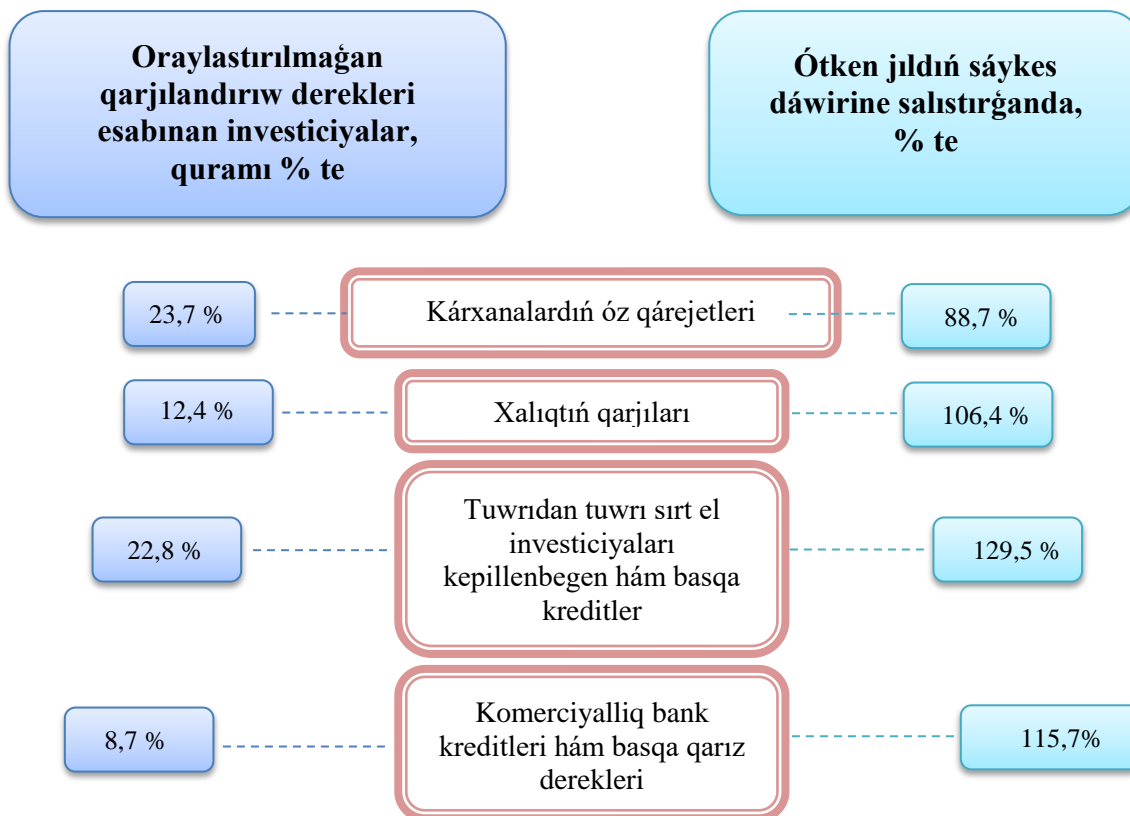 Oraylastırılmaǵan
qarjılandırıw derekleri
esabınan investiciyalar,
quramı % te
Ótken jıldıń sáykes
dáwirine salıstırǵanda,
% te
23,7 %
Kárxanalardıń óz qárejetleri
88,7 %
12,4 %
Xalıqtıń qarjıları
106,4 %
22,8 %
Tuwrıdan tuwrı sırt el
investiciyaları
kepillenbegen hám basqa
kreditler
129,5 %
8,7 %
Komerciyalliq bank
kreditleri hám basqa qarız
derekleri
115,7%